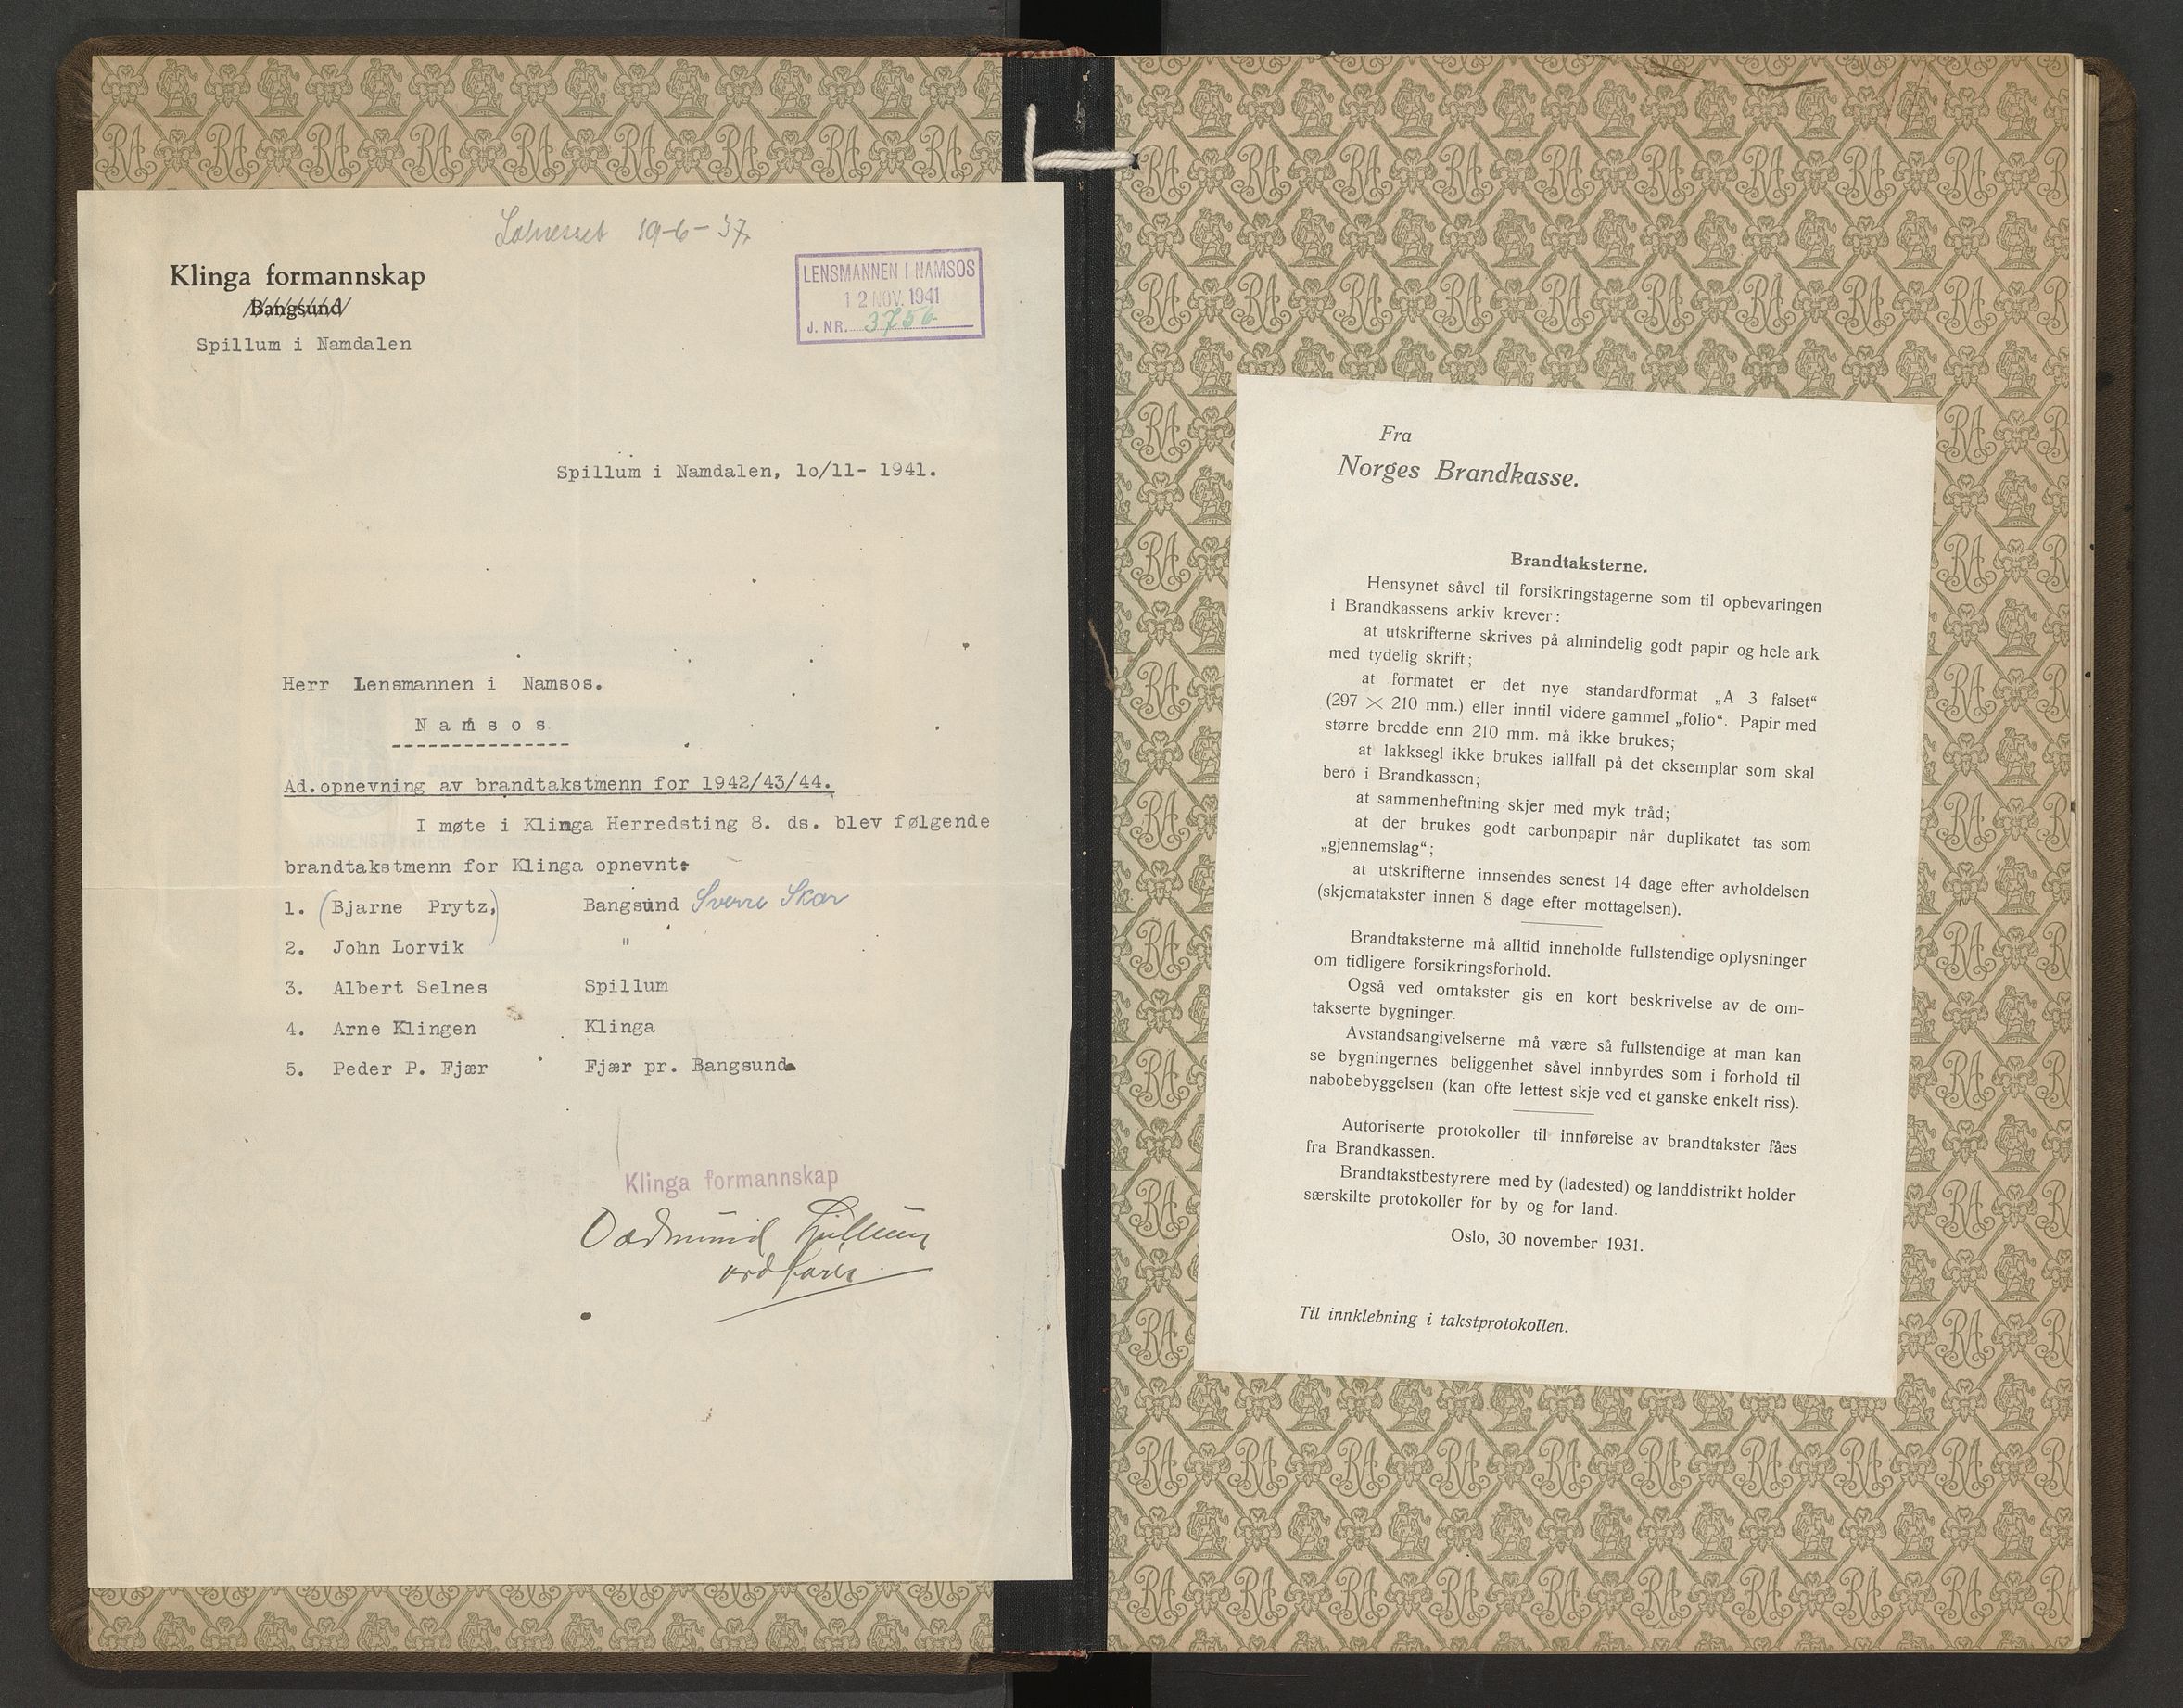 19-6-37
Klinga formannskap
Bangsund
Spillum i Namdalen
LENSMANNEN I NAMSOS
12 NOV. 1941
J. NR. 3756
Spillum i Namdalen, 1o/11- 1941.
Herr Lensmannen i Namsos.
N a m s o s
Ad.opnevning av brandtakstmenn for 1942/43/44.
I møte i Klinga Herredsting 8. ds. blev følgende
brandtakstmenn for Klinga opnevnt:
1. (Bjarne Prytz,) Bangsund Sverre Skar
2. John Lorvik "
3. Albert Selnes Spillum
4. Arne Klingen Klinga
5. Peder P. Fjær Fjær pr. Bangsund.
Klinga formannskap
Spillum
ordfører
Fra
Norges Brandkasse.
Brandtaksterne.
Hensynet såvel til forsikringstagerne som til opbevaringen
i Brandkassens arkiv krever:
at utskrifterne skrives på almindelig godt papir og hele ark
med tydelig skrift;
at formatet er det nye standardformat „A 3 falset“
(297 × 210 mm.) eller inntil videre gammel „folio“. Papir med
større bredde enn 210 mm. må ikke brukes;
at lakksegl ikke brukes iallfall på det eksemplar som skal
bero i Brandkassen;
at sammenheftning skjer med myk tråd;
at der brukes godt carbonpapir når duplikatet tas som
„gjennemslag“;
at utskrifterne innsendes senest 14 dage efter avholdelsen
(skjematakster innen 8 dage efter mottagelsen).
Brandtaksterne må alltid inneholde fullstendige oplysninger
om tidligere forsikringsforhold.
Også ved omtakster gis en kort beskrivelse av de om-
takserte bygninger.
Avstandsangivelserne må være så fullstendige at man kan
se bygningernes beliggenhet såvel innbyrdes som i forhold til
nabobebyggelsen (kan ofte lettest skje ved et ganske enkelt riss).
Autoriserte protokoller til innførelse av brandtakster fåes
fra Brandkassen.
Brandtakstbestyrere med by (ladested) og landdistrikt holder
særskilte protokoller for by og for land.
Oslo, 30 november 1931.
Til innklebning i takstprotokollen.